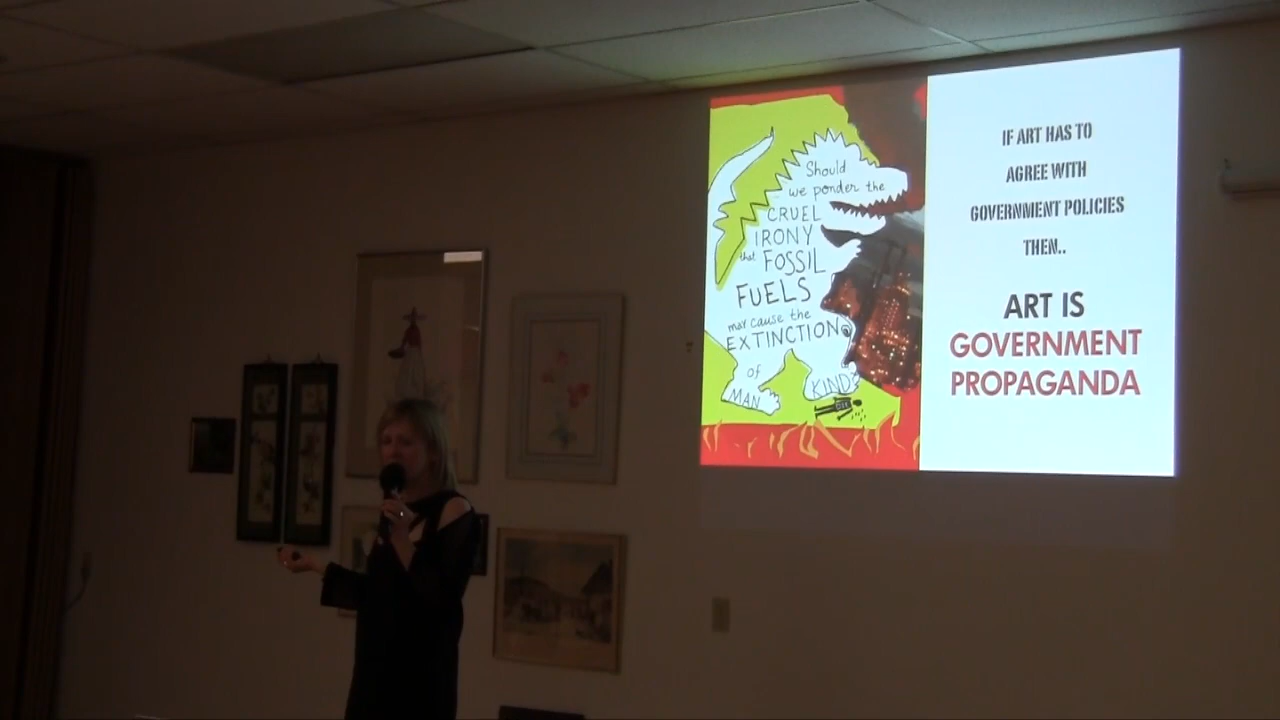 Should
we ponder the
CRUEL
IRONY
that FOSSIL
FUELS
may cause the
EXTINCTION
of
MAN KIND?
IF ART HAS TO
AGREE WITH
GOVERNMENT POLICIES
THEN..
ART IS
GOVERNMENT
PROPAGANDA